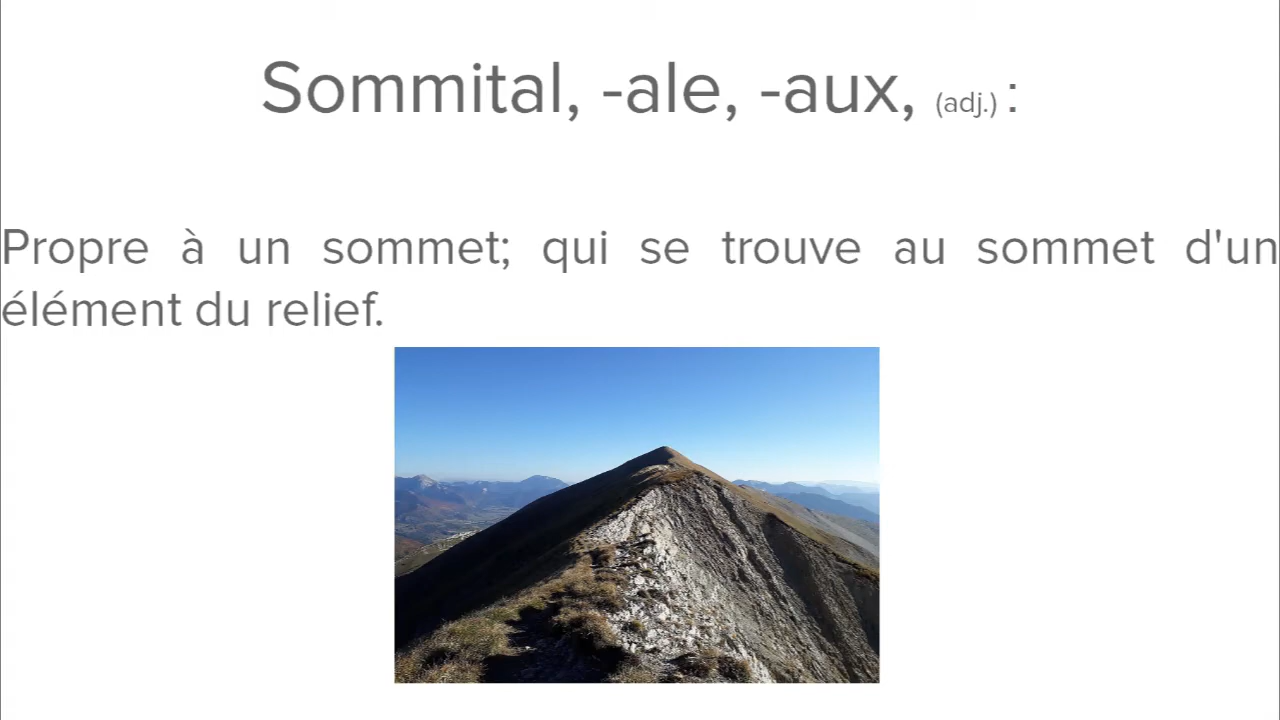 Sommital, -ale, -aux, (adj.) :
Propre à un sommet; qui se trouve au sommet d'un
élément du relief.